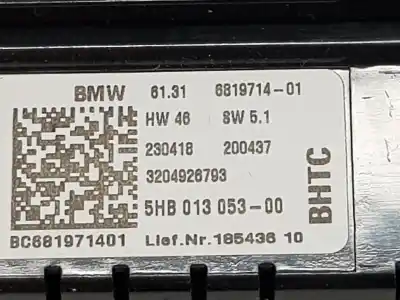 BMW 61.31 6819714-01
HW 46 SW 5.1
230418 200437
3204926793
5HB 013 053-00
BC681971401 Lief.Nr.185436 10
BHTC